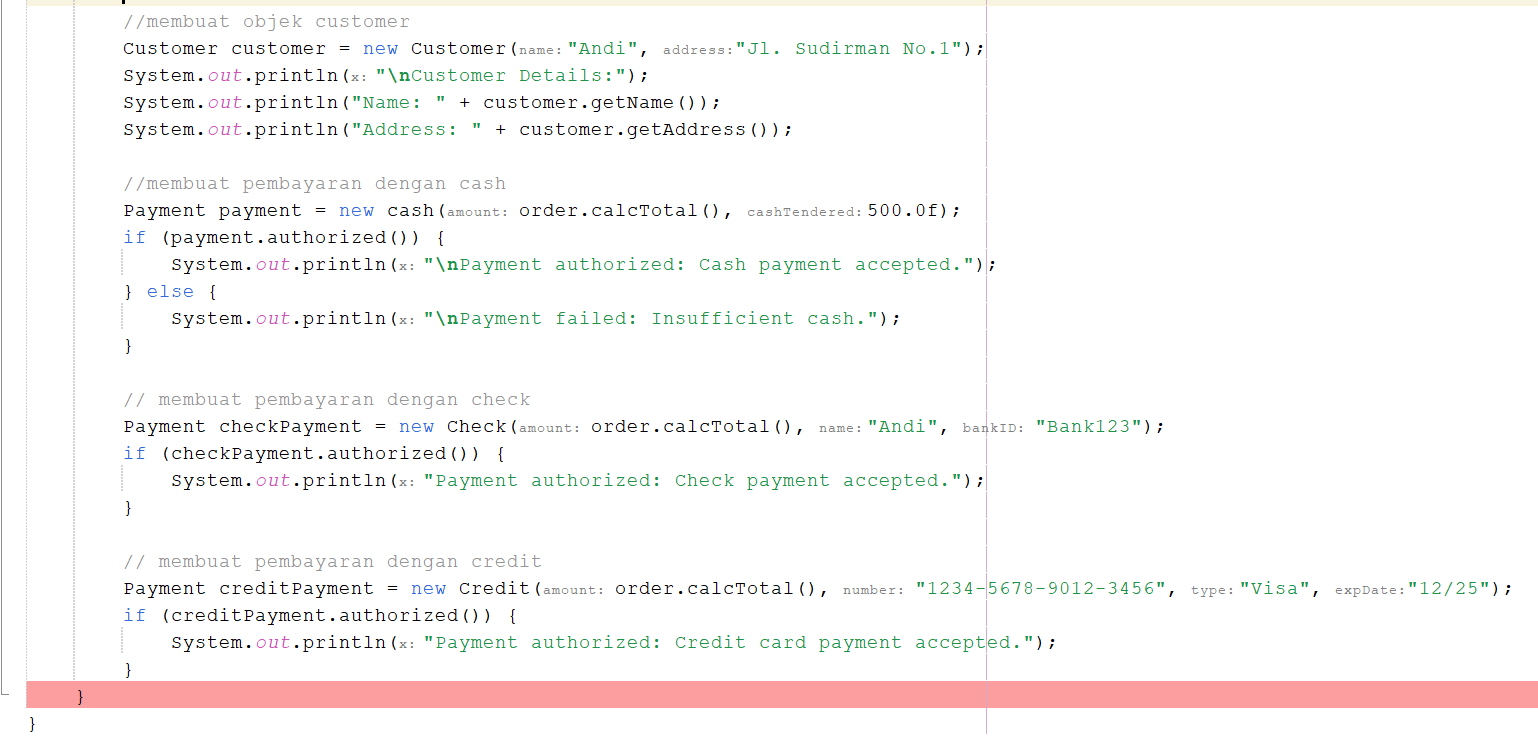 //membuat objek customer
Customer customer = new Customer(name: "Andi", address: "Jl. Sudirman No.1");
System.out.println(x: "\nCustomer Details:");
System.out.println("Name: " + customer.getName());
System.out.println("Address: " + customer.getAddress());
//membuat pembayaran dengan cash
Payment payment = new cash(amount: order.calcTotal(), cashTendered: 500.0f);
if (payment.authorized()) {
System.out.println(x: "\nPayment authorized: Cash payment accepted.");
} else {
System.out.println(x: "\nPayment failed: Insufficient cash.");
}
// membuat pembayaran dengan check
Payment checkPayment = new Check(amount: order.calcTotal(), name: "Andi", bankID: "Bank123");
if (checkPayment.authorized()) {
System.out.println(x: "Payment authorized: Check payment accepted.");
}
// membuat pembayaran dengan credit
Payment creditPayment = new Credit(amount: order.calcTotal(), number: "1234-5678-9012-3456", type: "Visa", expDate: "12/25");
if (creditPayment.authorized()) {
System.out.println(x: "Payment authorized: Credit card payment accepted.");
}
}
}